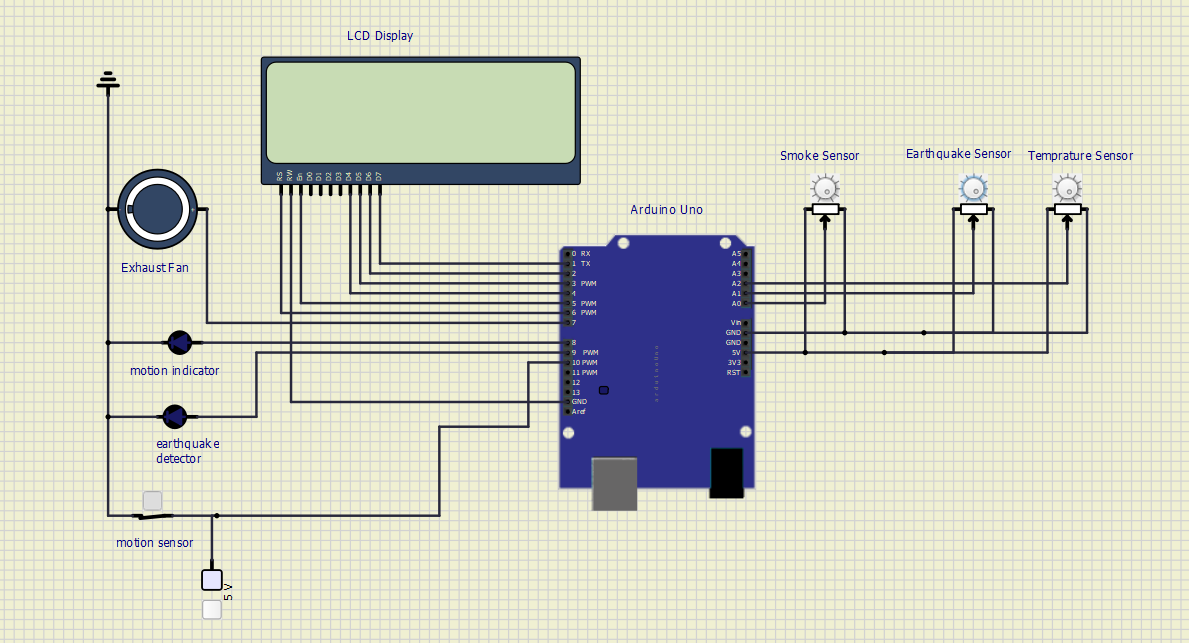 LCD Display
RS RW En D0 D1 D2 D3 D4 D5 D6 D7
Smoke Sensor
Earthquake Sensor
Temprature Sensor
Arduino Uno
Exhaust Fan
motion indicator
earthquake
detector
motion sensor
5 V
0 RX
1 TX
2
3 PWM
4
5 PWM
6 PWM
7
8
9 PWM
10 PWM
11 PWM
12
13
GND
Aref
A5
A4
A3
A2
A1
A0
Vin
GND
GND
5V
3V3
RST